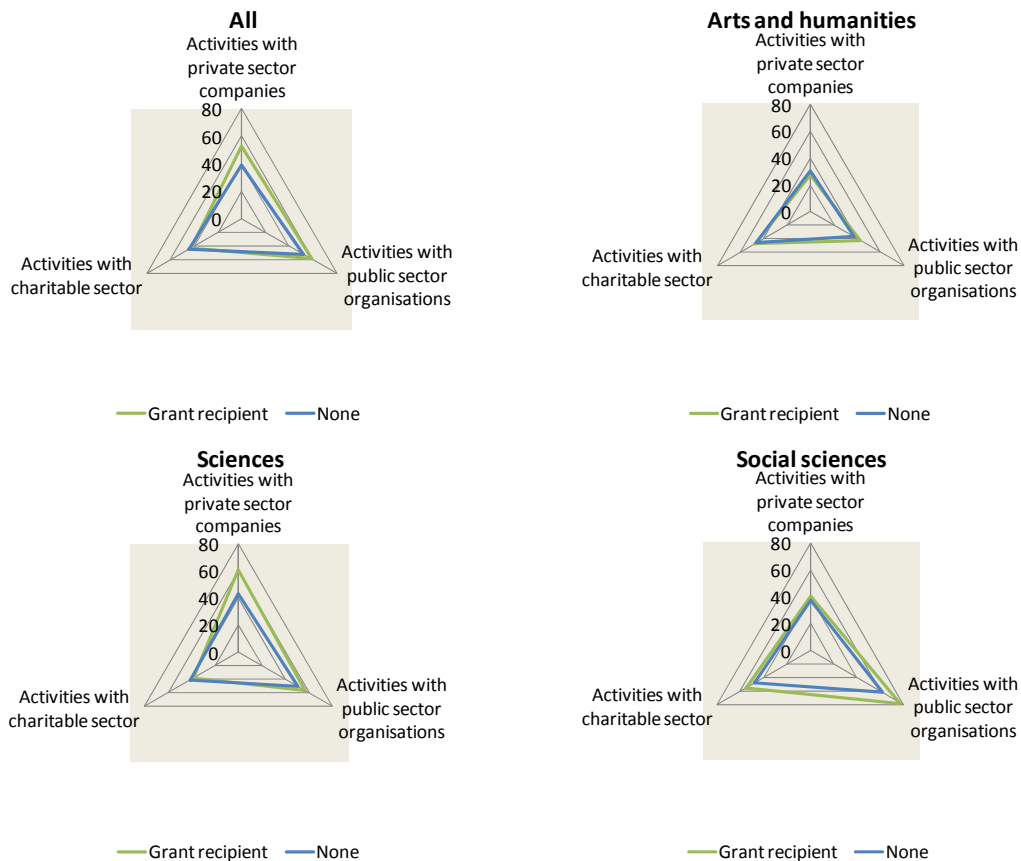 All
Activities with
private sector
companies
80
60
40
20
0
Activities with
charitable sector
Activities with
public sector
organisations
Grant recipient
None
Arts and humanities
Activities with
private sector
companies
80
60
40
20
0
Activities with
charitable sector
Activities with
public sector
organisations
Grant recipient
None
Sciences
Activities with
private sector
companies
80
60
40
20
0
Activities with
charitable sector
Activities with
public sector
organisations
Grant recipient
None
Social sciences
Activities with
private sector
companies
80
60
40
20
0
Activities with
charitable sector
Activities with
public sector
organisations
Grant recipient
None